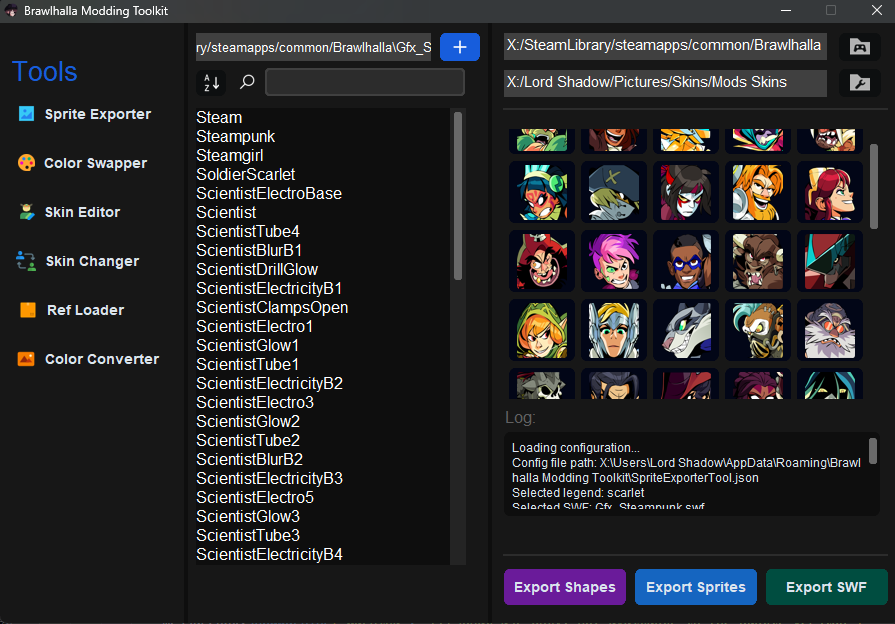 Brawlhalla Modding Toolkit
Tools
Sprite Exporter
Color Swapper
Skin Editor
Skin Changer
Ref Loader
Color Converter
ry/steamapps/common/Brawlhalla\Gfx_S
+
A
Z
Steam
Steampunk
Steamgirl
SoldierScarlet
ScientistElectroBase
Scientist
ScientistTube4
ScientistBlurB1
ScientistDrillGlow
ScientistElectricityB1
ScientistClampsOpen
ScientistElectro1
ScientistGlow1
ScientistTube1
ScientistElectricityB2
ScientistElectro3
ScientistGlow2
ScientistTube2
ScientistBlurB2
ScientistElectricityB3
ScientistElectro5
ScientistGlow3
ScientistTube3
ScientistElectricityB4
X:/SteamLibrary/steamapps/common/Brawlhalla
X:/Lord Shadow/Pictures/Skins/Mods Skins
Log:
Loading configuration...
Config file path: X:\Users\Lord Shadow\AppData\Roaming\Brawl
halla Modding Toolkit\SpriteExporterTool.json
Selected legend: scarlet
Selected SWF: Gfx_Steampunk.swf
Export Shapes
Export Sprites
Export SWF